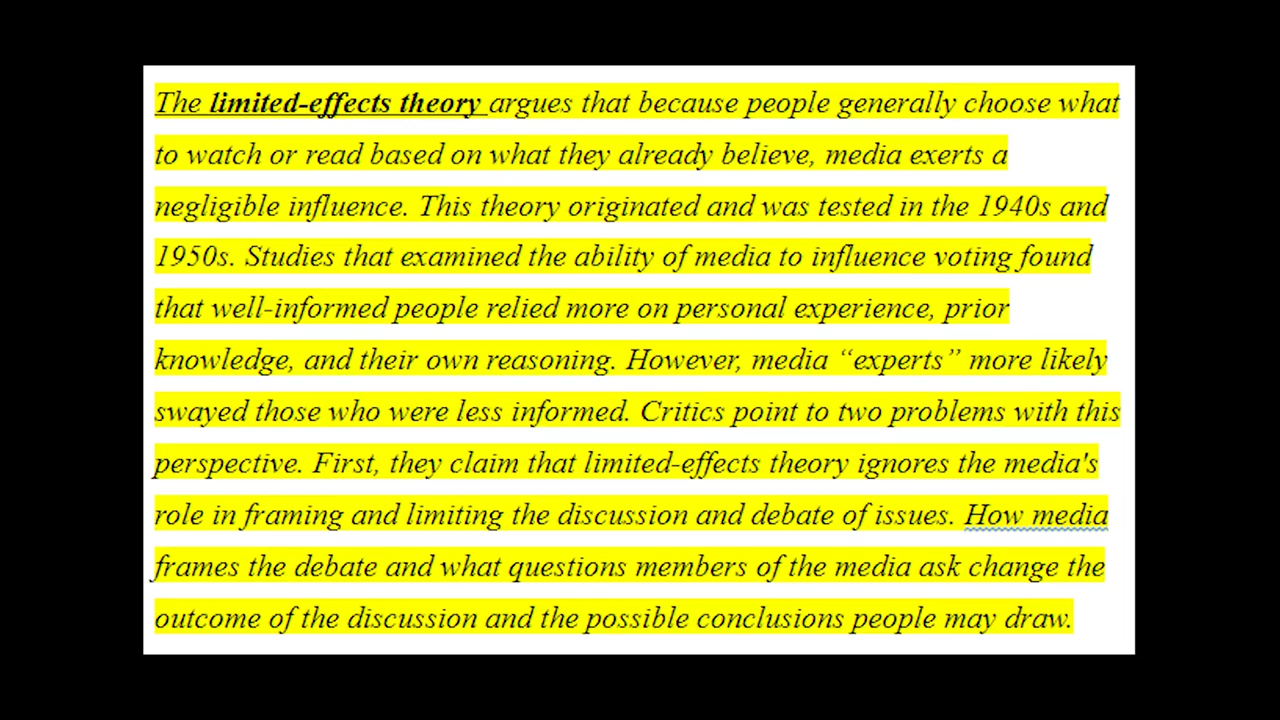 The limited-effects theory argues that because people generally choose what
to watch or read based on what they already believe, media exerts a
negligible influence. This theory originated and was tested in the 1940s and
1950s. Studies that examined the ability of media to influence voting found
that well-informed people relied more on personal experience, prior
knowledge, and their own reasoning. However, media “experts” more likely
swayed those who were less informed. Critics point to two problems with this
perspective. First, they claim that limited-effects theory ignores the media's
role in framing and limiting the discussion and debate of issues. How media
frames the debate and what questions members of the media ask change the
outcome of the discussion and the possible conclusions people may draw.